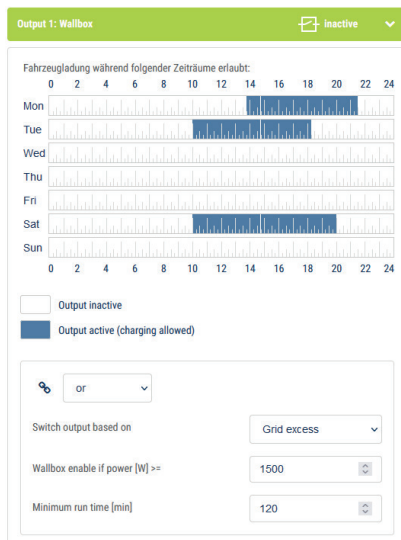 Output 1: Wallbox inactive
Fahrzeugladung während folgender Zeiträume erlaubt:
0 2 4 6 8 10 12 14 16 18 20 22 24
Mon
Tue
Wed
Thu
Fri
Sat
Sun
0 2 4 6 8 10 12 14 16 18 20 22 24
Output inactive
Output active (charging allowed)
or
Switch output based on Grid excess
Wallbox enable if power [W] >= 1500
Minimum run time [min] 120